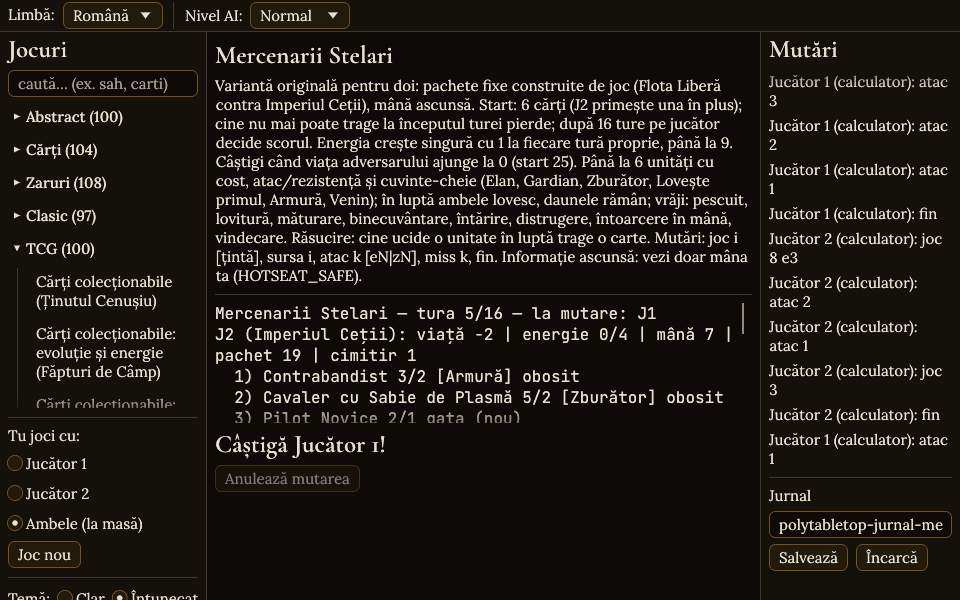 Limbă: Română ▼ Nivel AI: Normal ▼
Jocuri
caută... (ex. sah, carti)
▸ Abstract (100)
▸ Cărți (104)
▸ Zaruri (108)
▸ Clasic (97)
▾ TCG (100)
Cărți colecționabile
(Ținutul Cenușiu)
Cărți colecționabile:
evoluție și energie
(Făpturi de Câmp)
Cărți colecționabile:
Tu joci cu:
Jucător 1
Jucător 2
Ambele (la masă)
Joc nou
Temă: Clar Întunecat
Mercenarii Stelari
Variantă originală pentru doi: pachete fixe construite de joc (Flota Liberă
contra Imperiul Ceții), mână ascunsă. Start: 6 cărți (J2 primește una în plus);
cine nu mai poate trage la începutul turei pierde; după 16 ture pe jucător
decide scorul. Energia crește singură cu 1 la fiecare tură proprie, până la 9.
Câștigi când viața adversarului ajunge la 0 (start 25). Până la 6 unități cu
cost, atac/rezistență și cuvinte-cheie (Elan, Gardian, Zburător, Lovește
primul, Armură, Venin); în luptă ambele lovesc, daunele rămân; vrăji: pescuit,
lovitură, măturare, binecuvântare, întărire, distrugere, întoarcere în mână,
vindecare. Răsucire: cine ucide o unitate în luptă trage o carte. Mutări: joc i
[țintă], sursa i, atac k [eN|zN], miss k, fin. Informație ascunsă: vezi doar mâna
ta (HOTSEAT_SAFE).
Mercenarii Stelari — tura 5/16 — la mutare: J1
J2 (Imperiul Ceții): viață -2 | energie 0/4 | mână 7 |
pachet 19 | cimitir 1
1) Contrabandist 3/2 [Armură] obosit
2) Cavaler cu Sabie de Plasmă 5/2 [Zburător] obosit
3) Pilot Novice 2/1 gata (nou)
Câștigă Jucător 1!
Anulează mutarea
Mutări
Jucător 1 (calculator): atac
3
Jucător 1 (calculator): atac
2
Jucător 1 (calculator): atac
1
Jucător 1 (calculator): fin
Jucător 2 (calculator): joc
8 e3
Jucător 2 (calculator):
atac 2
Jucător 2 (calculator):
atac 1
Jucător 2 (calculator): joc
3
Jucător 2 (calculator): fin
Jucător 1 (calculator): atac
1
Jurnal
polytabletop-jurnal-me
Salvează Încarcă